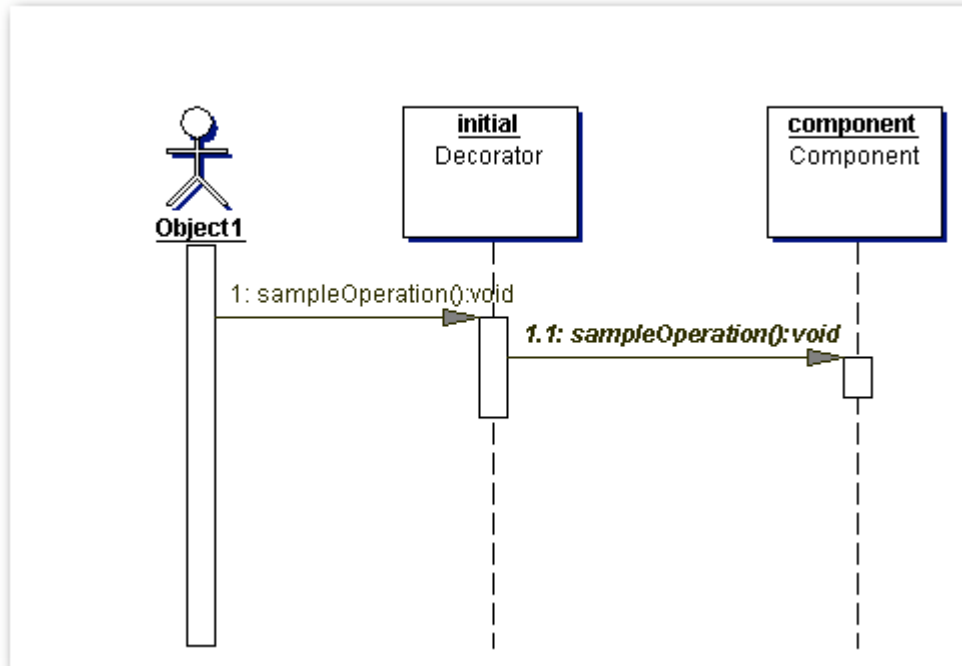 initial
Decorator
component
Component
Object1
1: sampleOperation():void
1.1: sampleOperation():void